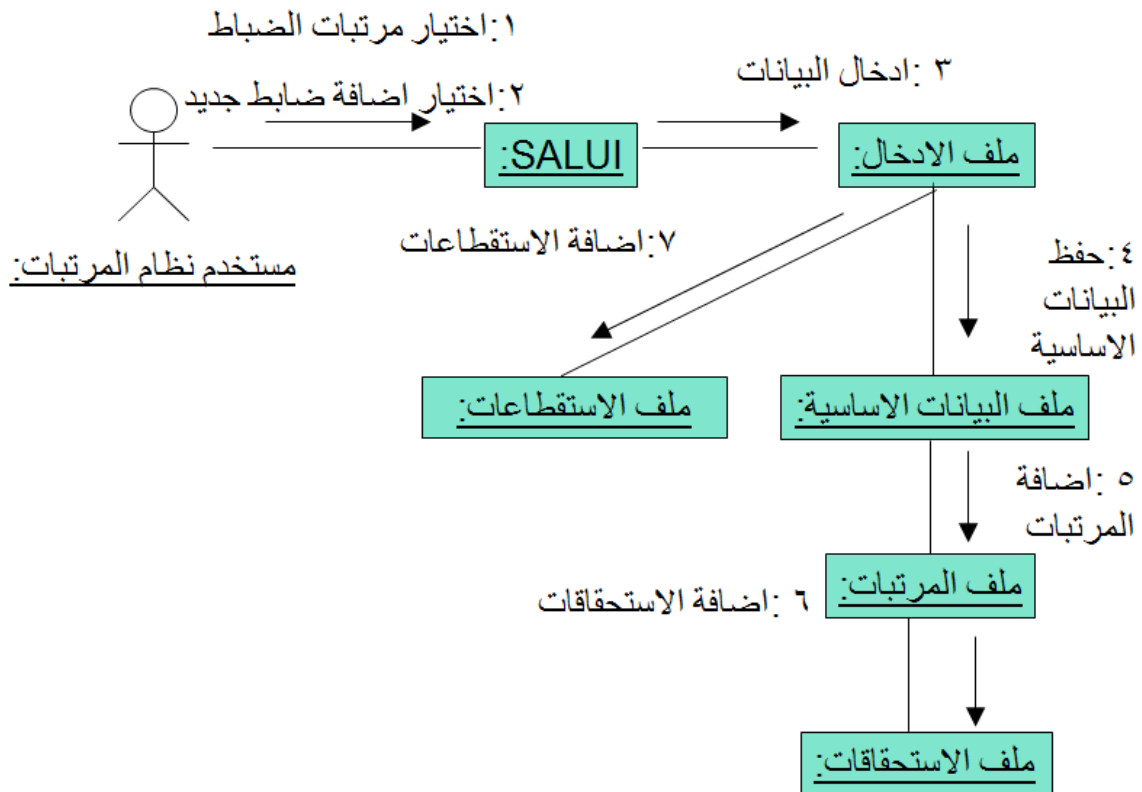 ١:اختيار مرتبات الضباط
٢:اختيار اضافة ضابط جديد
٣ :ادخال البيانات
:SALUI
ملف الادخال:
مستخدم نظام المرتبات:
٧:اضافة الاستقطاعات
٤:حفظ
البيانات
الاساسية
ملف الاستقطاعات:
ملف البيانات الاساسية:
٥ :اضافة
المرتبات
ملف المرتبات:
٦ :اضافة الاستحقاقات
ملف الاستحقاقات: